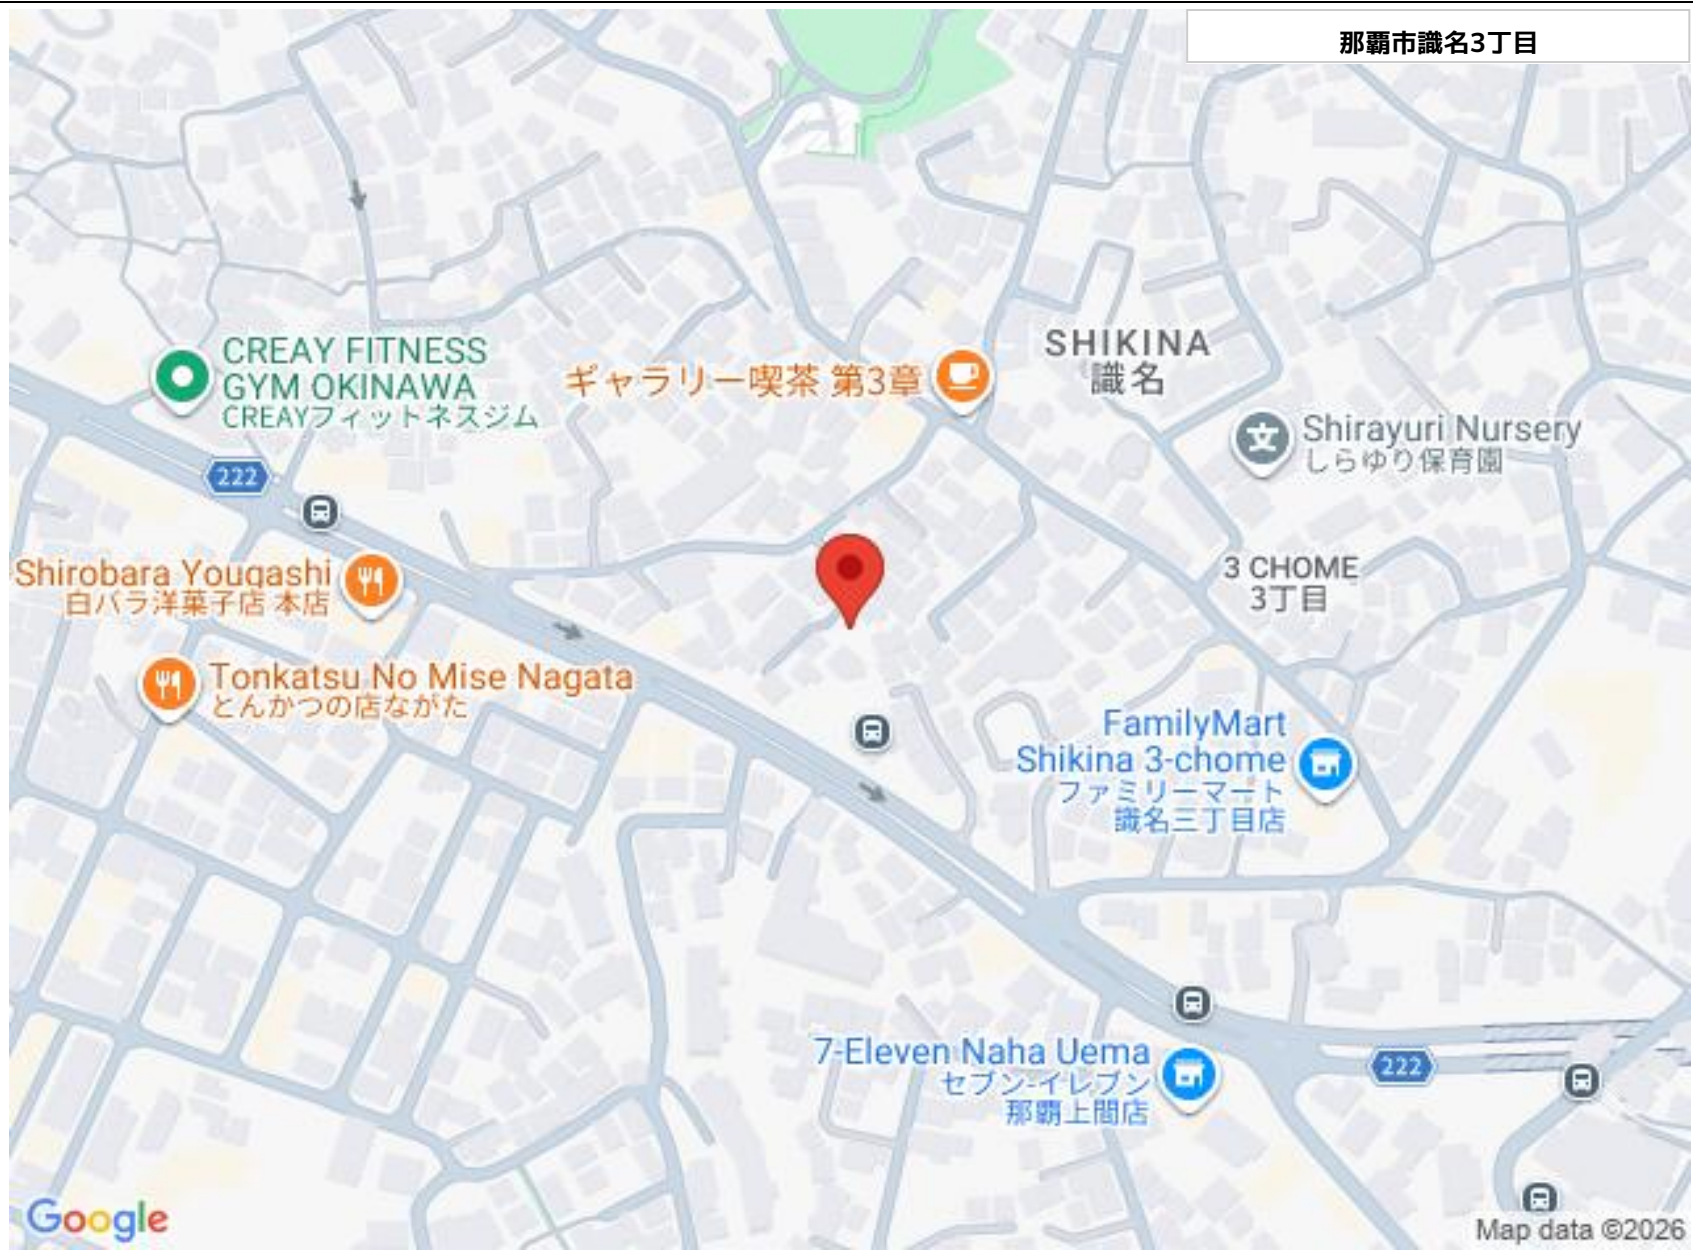 那覇市識名3丁目
CREAY FITNESS
GYM OKINAWA
CREAYフィットネスジム
ギャラリー喫茶 第3章
SHIKINA
識名
Shirayuri Nursery
しらゆり保育園
222
Shirobara Yougashi
白バラ洋菓子店 本店
3 CHOME
3丁目
Tonkatsu No Mise Nagata
とんかつの店ながた
FamilyMart
Shikina 3-chome
ファミリーマート
識名三丁目店
7-Eleven Naha Uema
セブン-イレブン
那覇上間店
222
Google
Map data ©2026